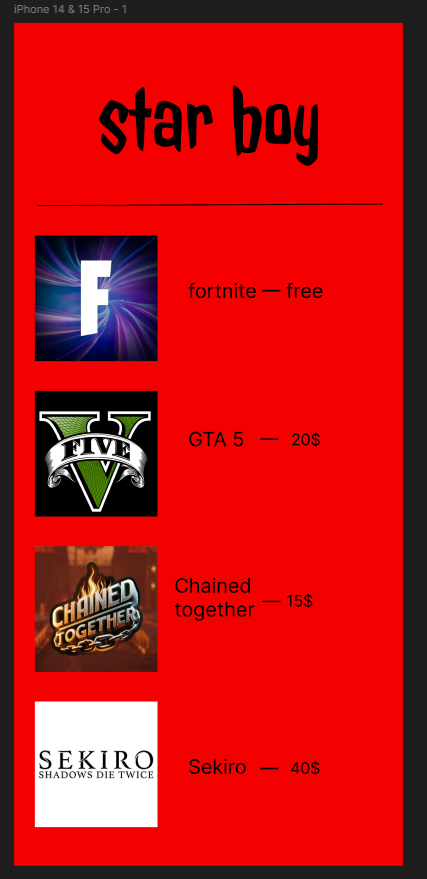 iPhone 14 & 15 Pro - 1
star boy
F
fortnite — free
V
FIVE
GTA 5 — 20$
CHAINED
TOGETHER
Chained
together — 15$
SEKIRO
SHADOWS DIE TWICE
Sekiro — 40$